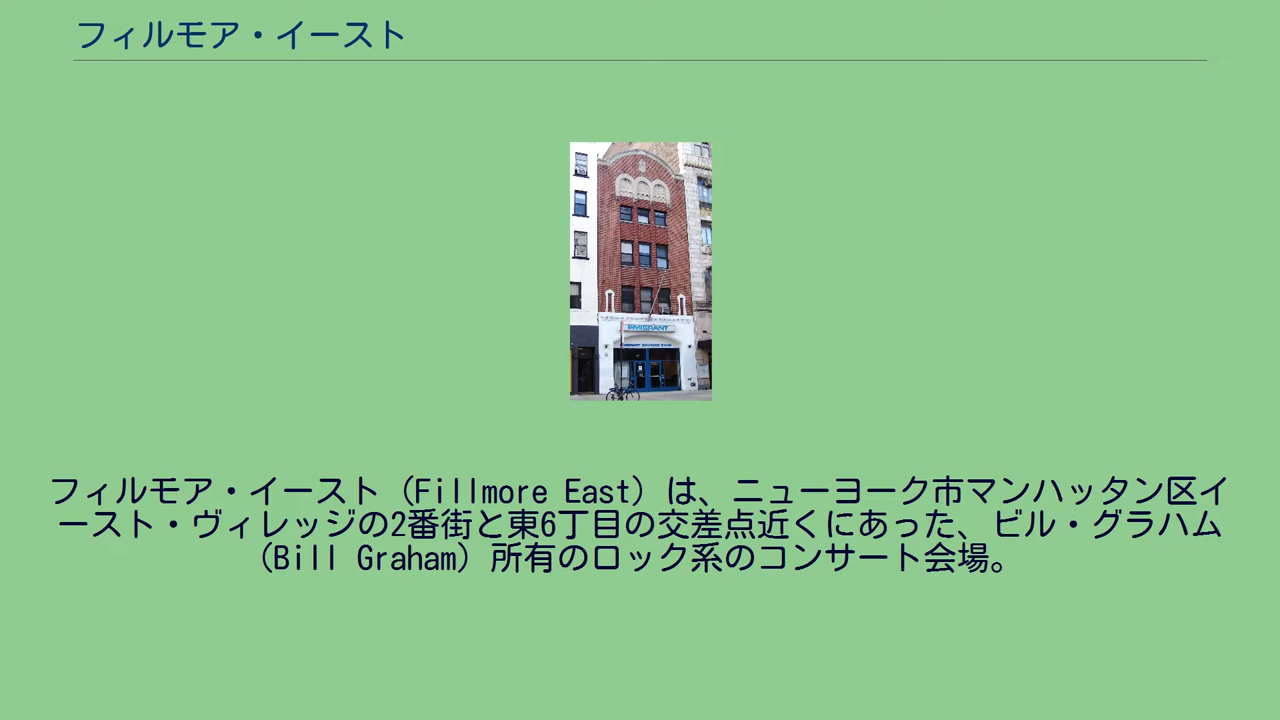 フィルモア・イースト
EMIGRANT
EMIGRANT SAVINGS BANK
フィルモア・イースト（Fillmore East）は、ニューヨーク市マンハッタン区イ
ースト・ヴィレッジの2番街と東6丁目の交差点近くにあった、ビル・グラハム
（Bill Graham）所有のロック系のコンサート会場。